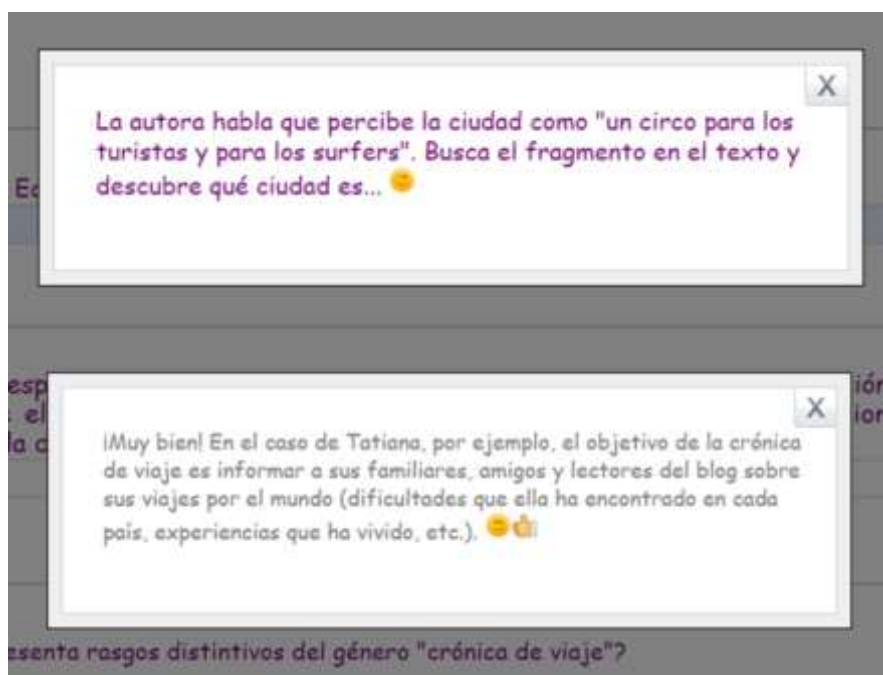 X
La autora habla que percibe la ciudad como "un circo para los
turistas y para los surfers". Busca el fragmento en el texto y
descubre qué ciudad es...
X
¡Muy bien! En el caso de Tatiana, por ejemplo, el objetivo de la crónica
de viaje es informar a sus familiares, amigos y lectores del blog sobre
sus viajes por el mundo (dificultades que ella ha encontrado en cada
país, experiencias que ha vivido, etc.).
rasgos distintivos del género "crónica de viaje"?